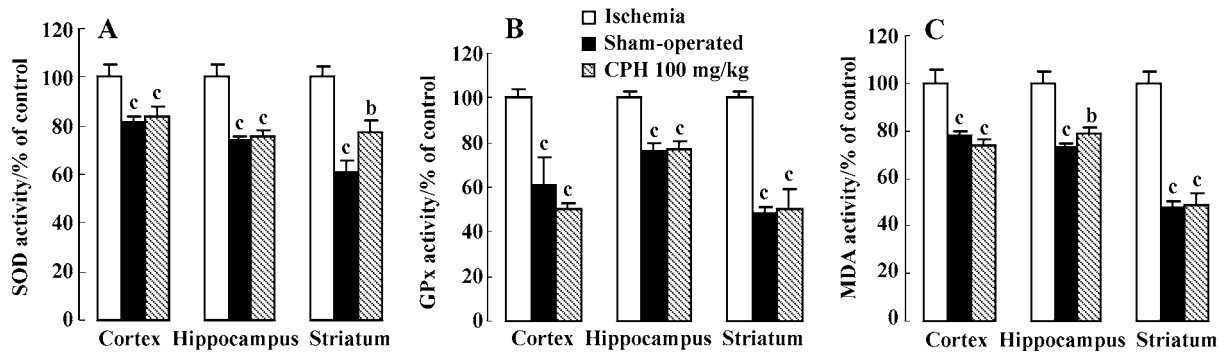 A
SOD activity/% of control
120
100
80
60
40
20
0
c c
c c
c b
Cortex Hippocampus Striatum
B
Ischemia
Sham-operated
CPH 100 mg/kg
GPx activity/% of control
120
100
80
60
40
20
0
c c
c c
c c
Cortex Hippocampus Striatum
C
MDA activity/% of control
120
100
80
60
40
20
0
c c
c b
c c
Cortex Hippocampus Striatum